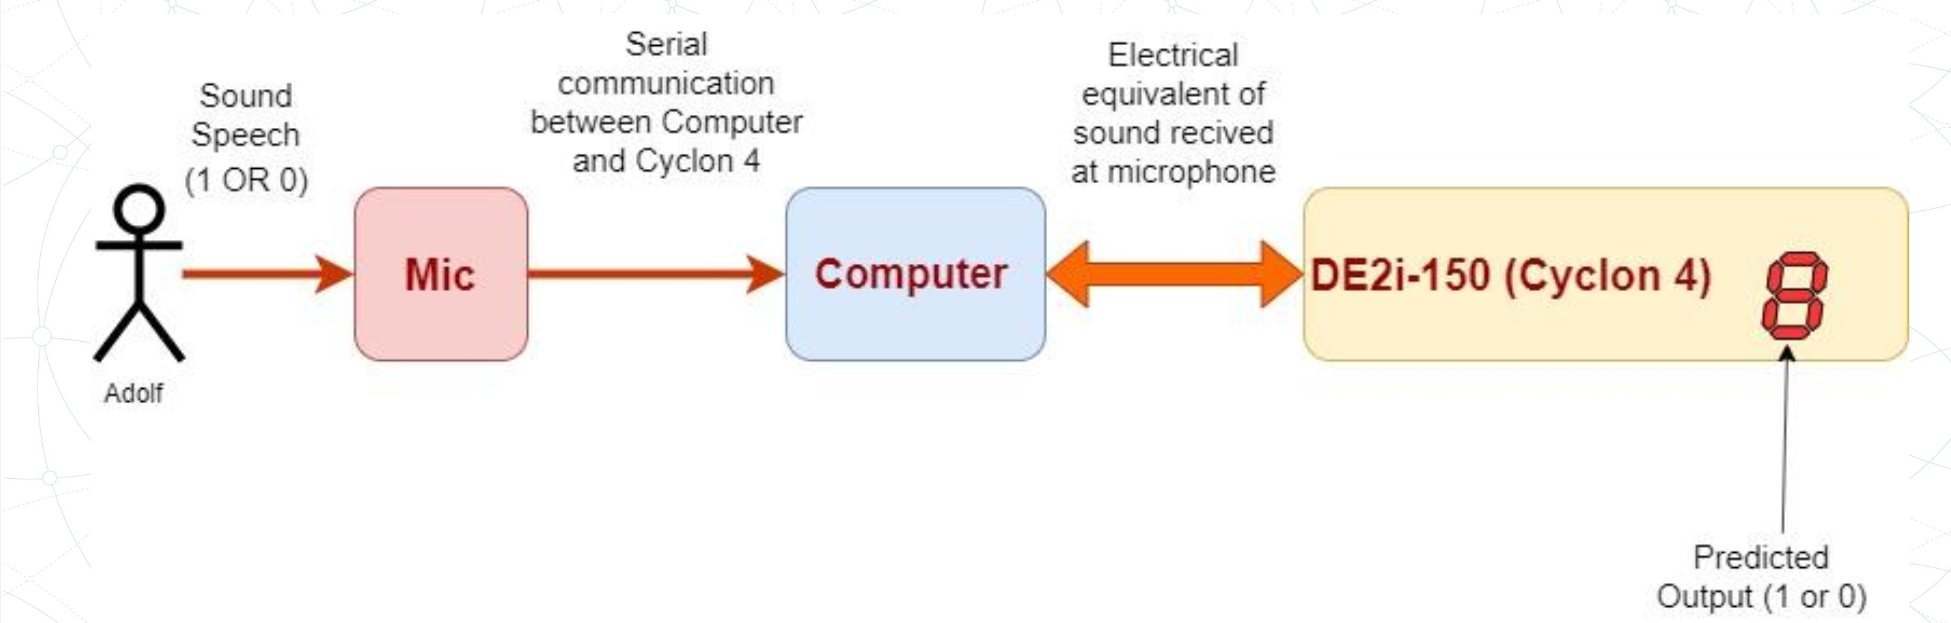 Sound
Speech
(1 OR 0)
Adolf
Mic
Serial
communication
between Computer
and Cyclon 4
Computer
Electrical
equivalent of
sound recived
at microphone
DE2i-150 (Cyclon 4)
8
Predicted
Output (1 or 0)